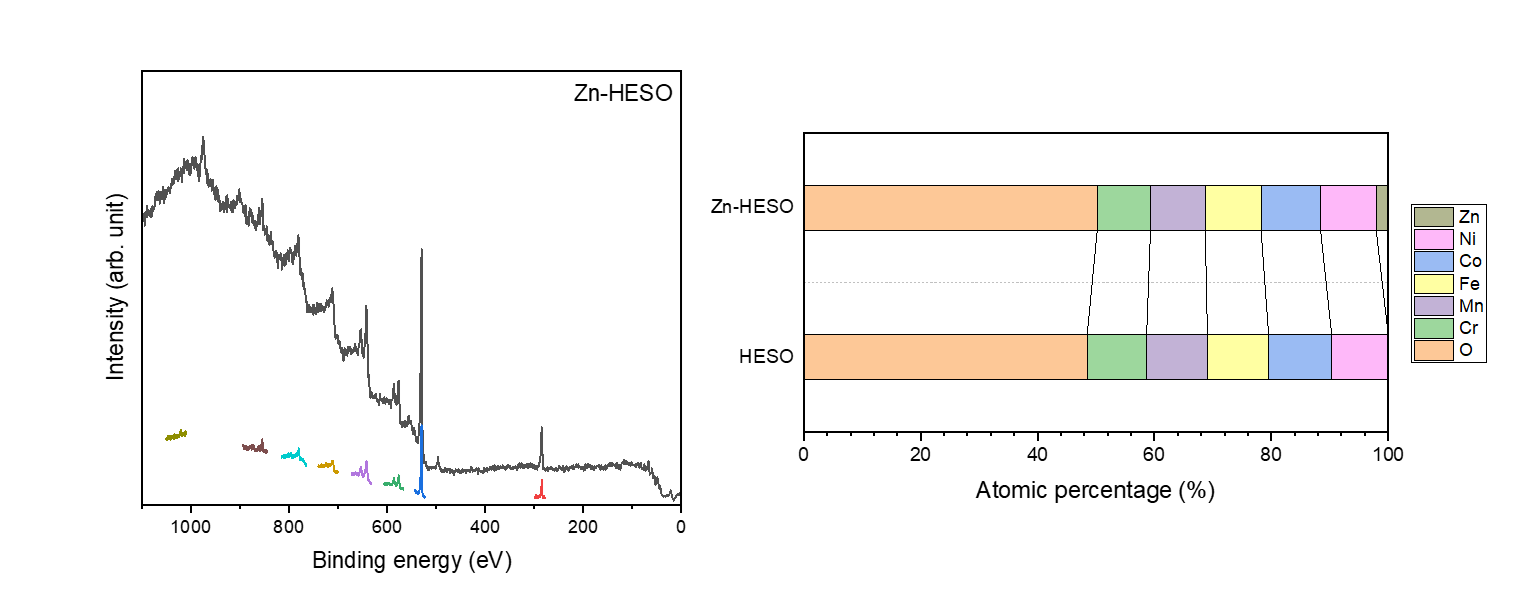 Zn-HESO
Intensity (arb. unit)
1000 800 600 400 200 0
Binding energy (eV)
Zn-HESO
HESO
0 20 40 60 80 100
Atomic percentage (%)
Zn
Ni
Co
Fe
Mn
Cr
O